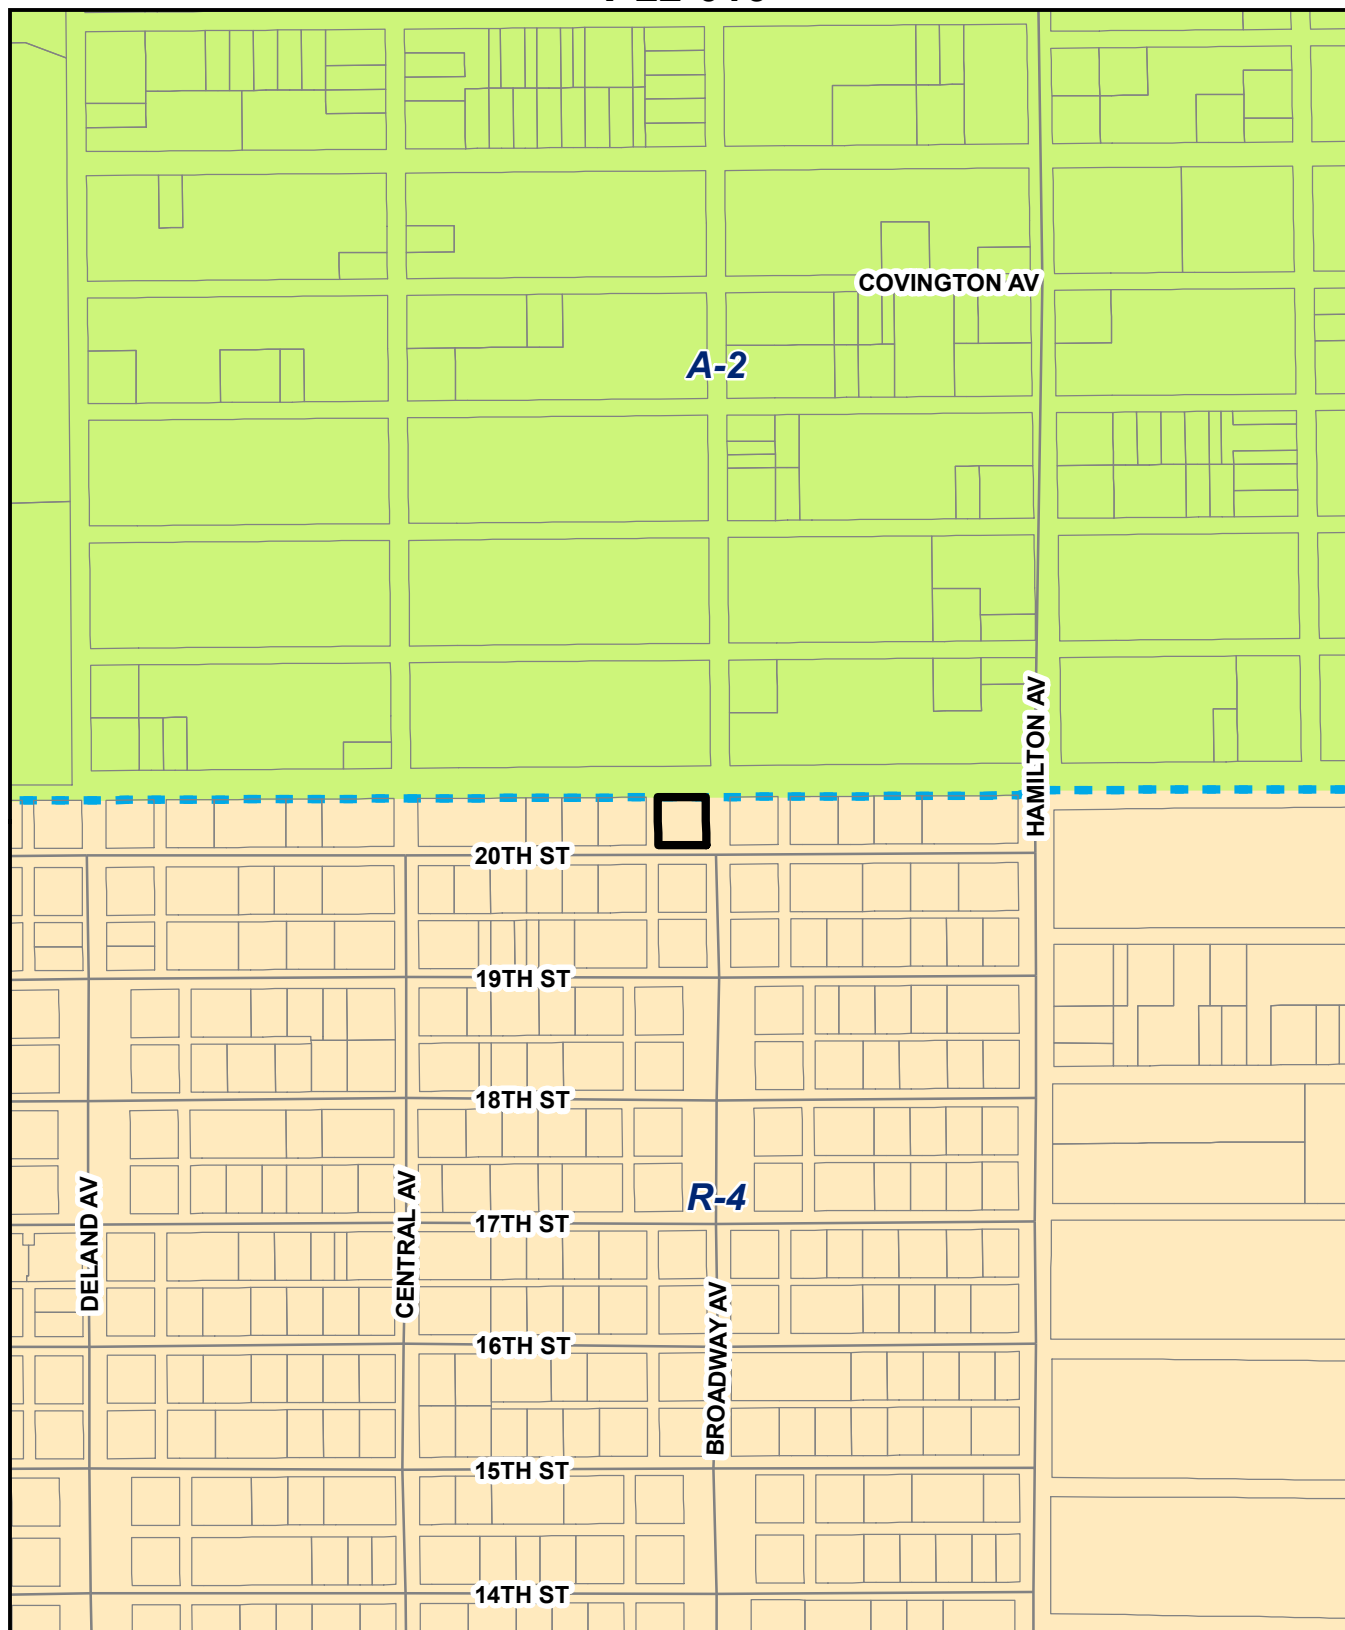 COVINGTON AV
A-2
HAMILTON AV
20TH ST
19TH ST
18TH ST
R-4
17TH ST
DELAND AV
CENTRAL AV
16TH ST
BROADWAY AV
15TH ST
14TH ST